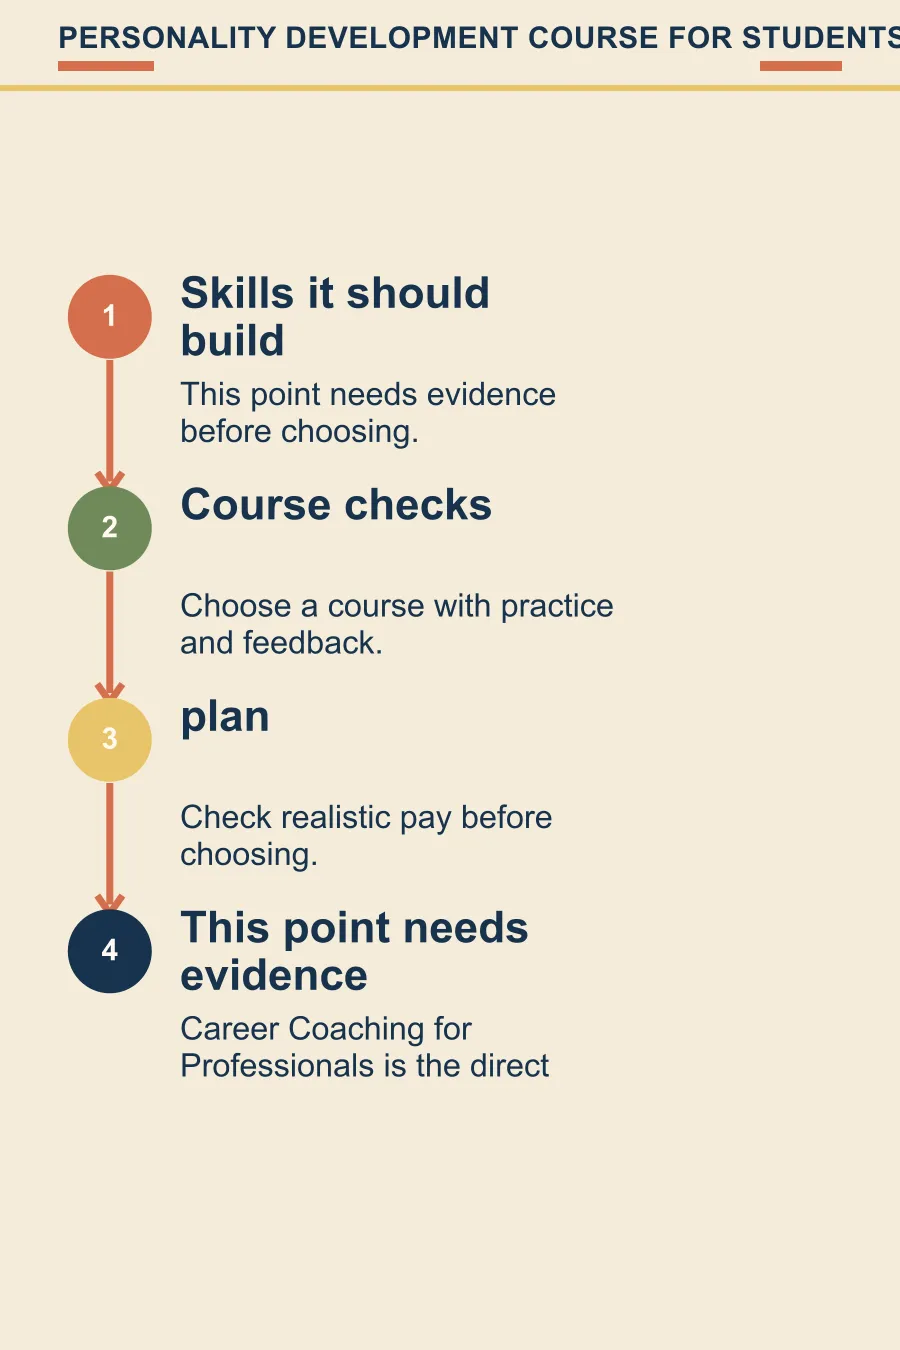 PERSONALITY DEVELOPMENT COURSE FOR STUDENTS
1
Skills it should
build
This point needs evidence
before choosing.
2
Course checks
Choose a course with practice
and feedback.
3
plan
Check realistic pay before
choosing.
4
This point needs
evidence
Career Coaching for
Professionals is the direct